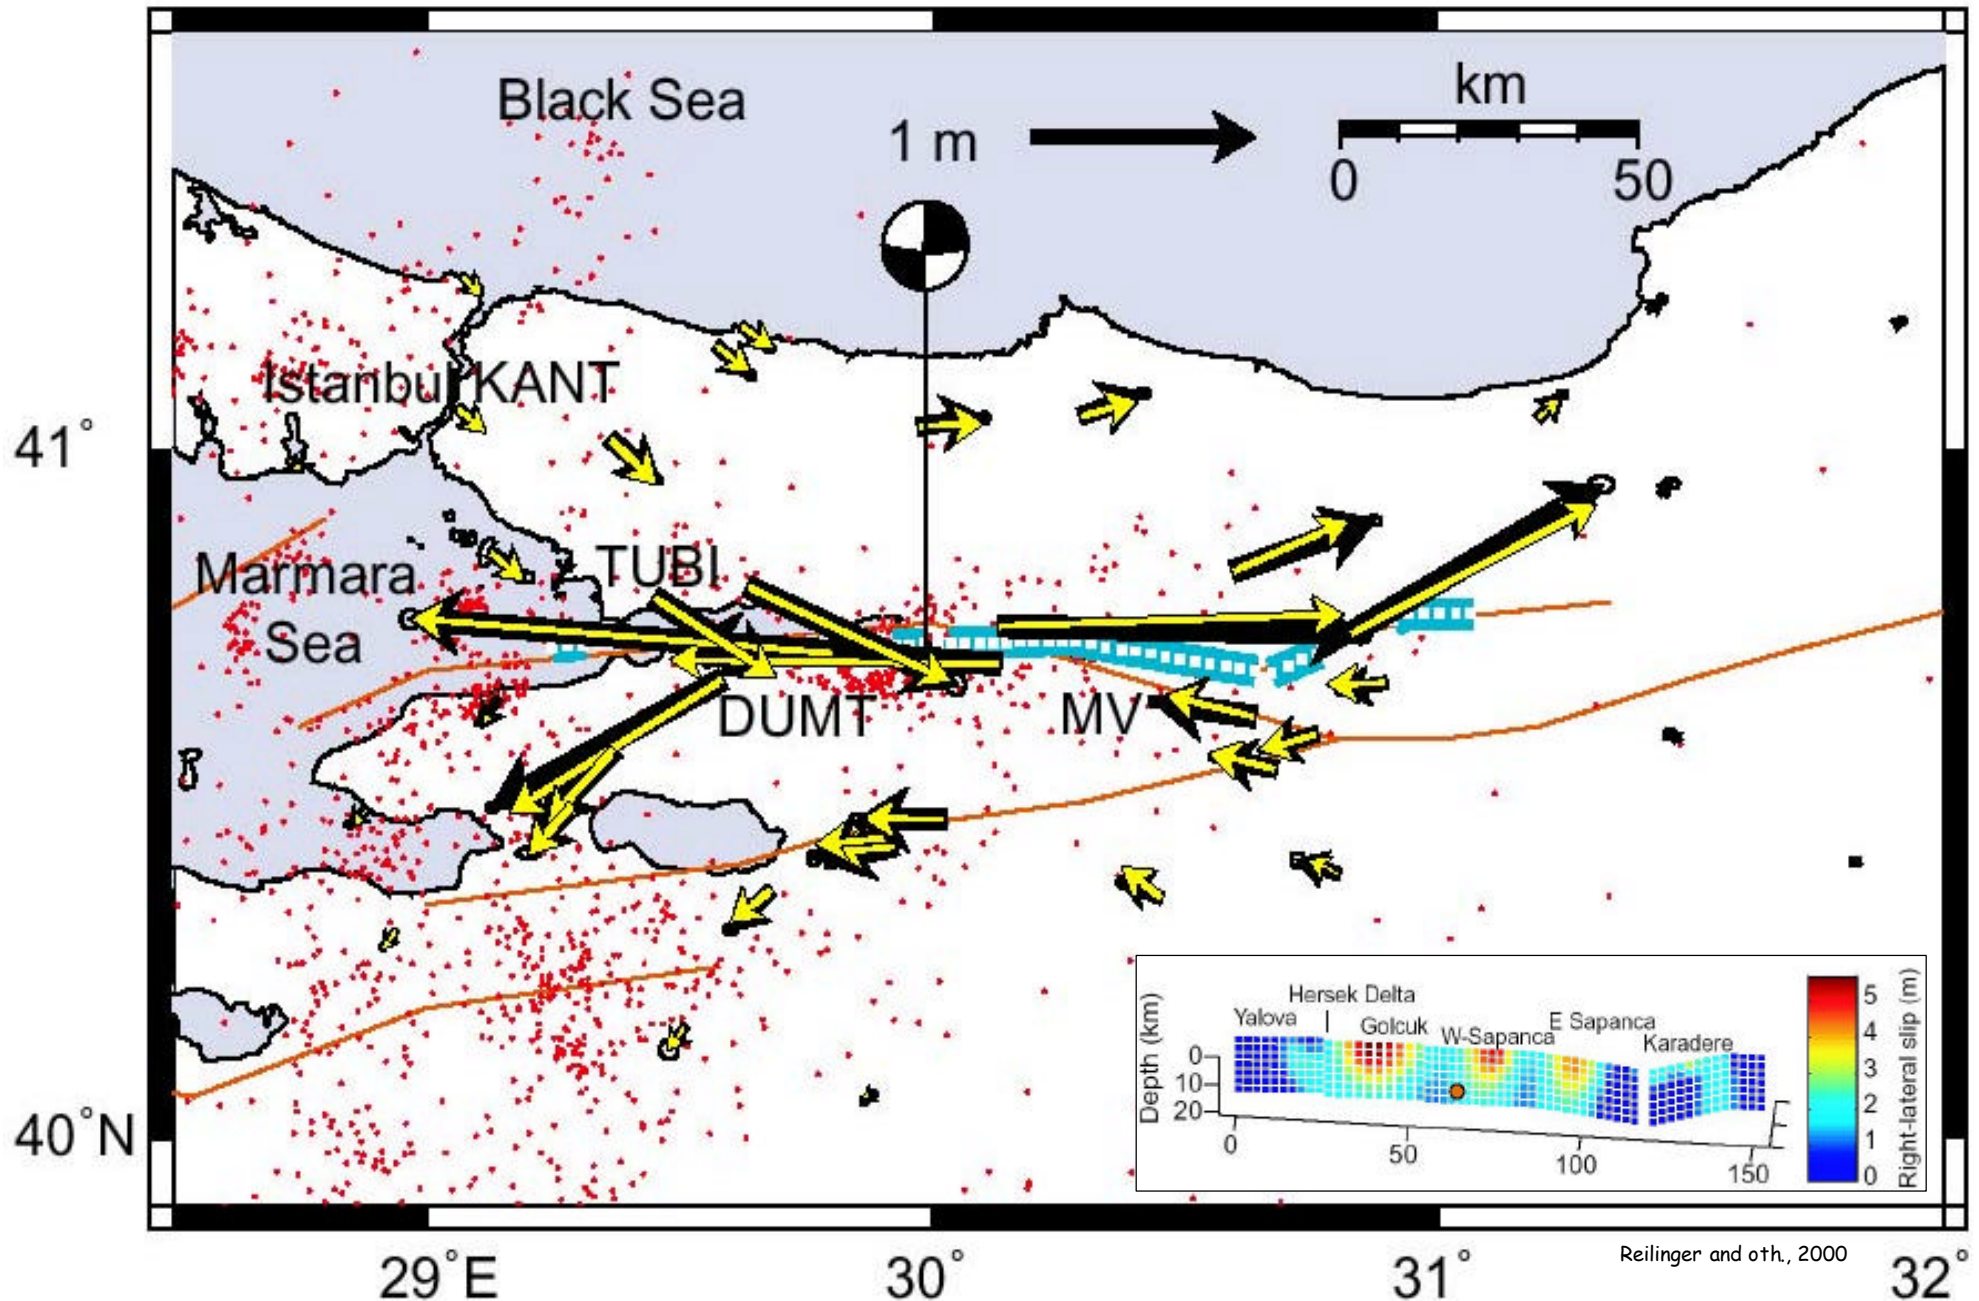 Black Sea
km
1 m
0 50
Istanbul KANT
41°
TUBI
Marmara
Sea
DUMT
MV
Hersek Delta
Yalova
Golcuk
E Sapanca
W-Sapanca
Karadere
Depth (km)
0
10
20
0 50 100 150
5
4
3
2
1
0
Right-lateral slip (m)
40°N
Reilinger and oth., 2000
29°E 30° 31° 32°